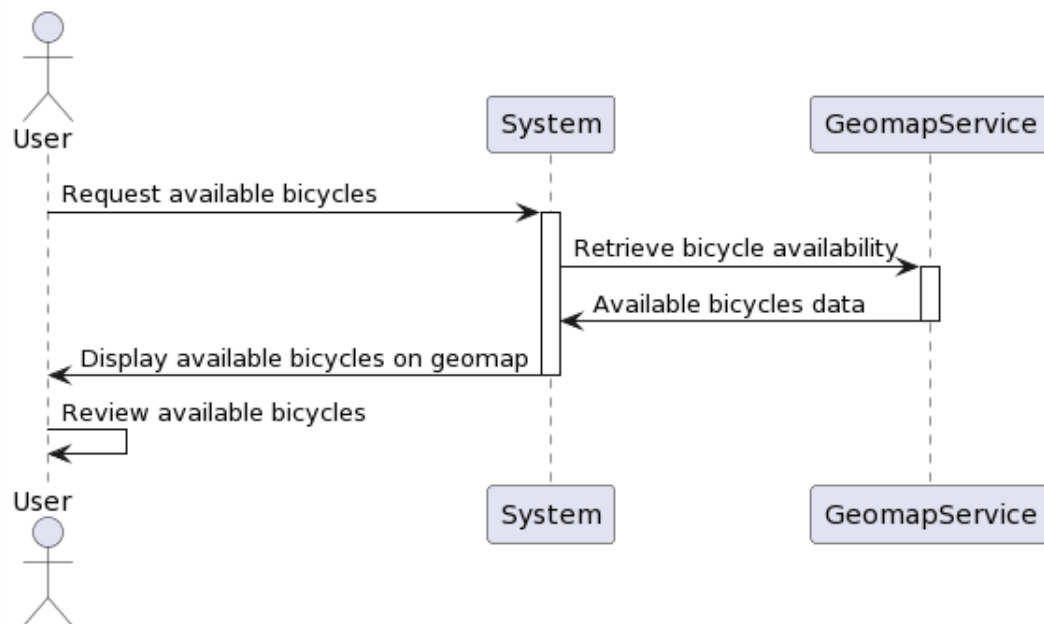 User
System
GeomapService
Request available bicycles
Retrieve bicycle availability
Available bicycles data
Display available bicycles on geomap
Review available bicycles
User
System
GeomapService